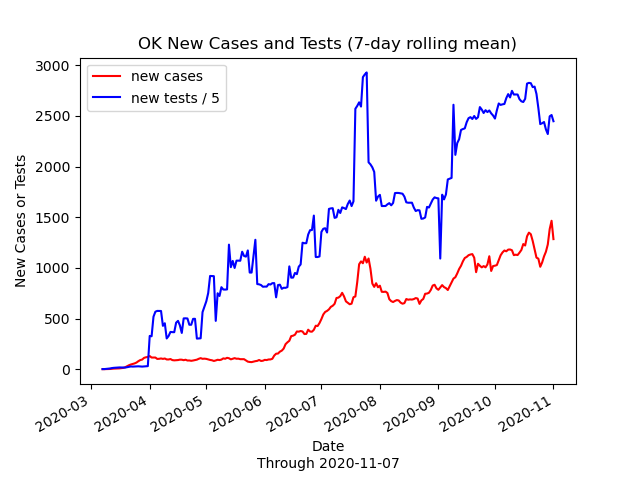 OK New Cases and Tests (7-day rolling mean)
new cases
new tests / 5
New Cases or Tests
3000
2500
2000
1500
1000
500
0
2020-03
2020-04
2020-05
2020-06
2020-07
2020-08
2020-09
2020-10
2020-11
Date
Through 2020-11-07